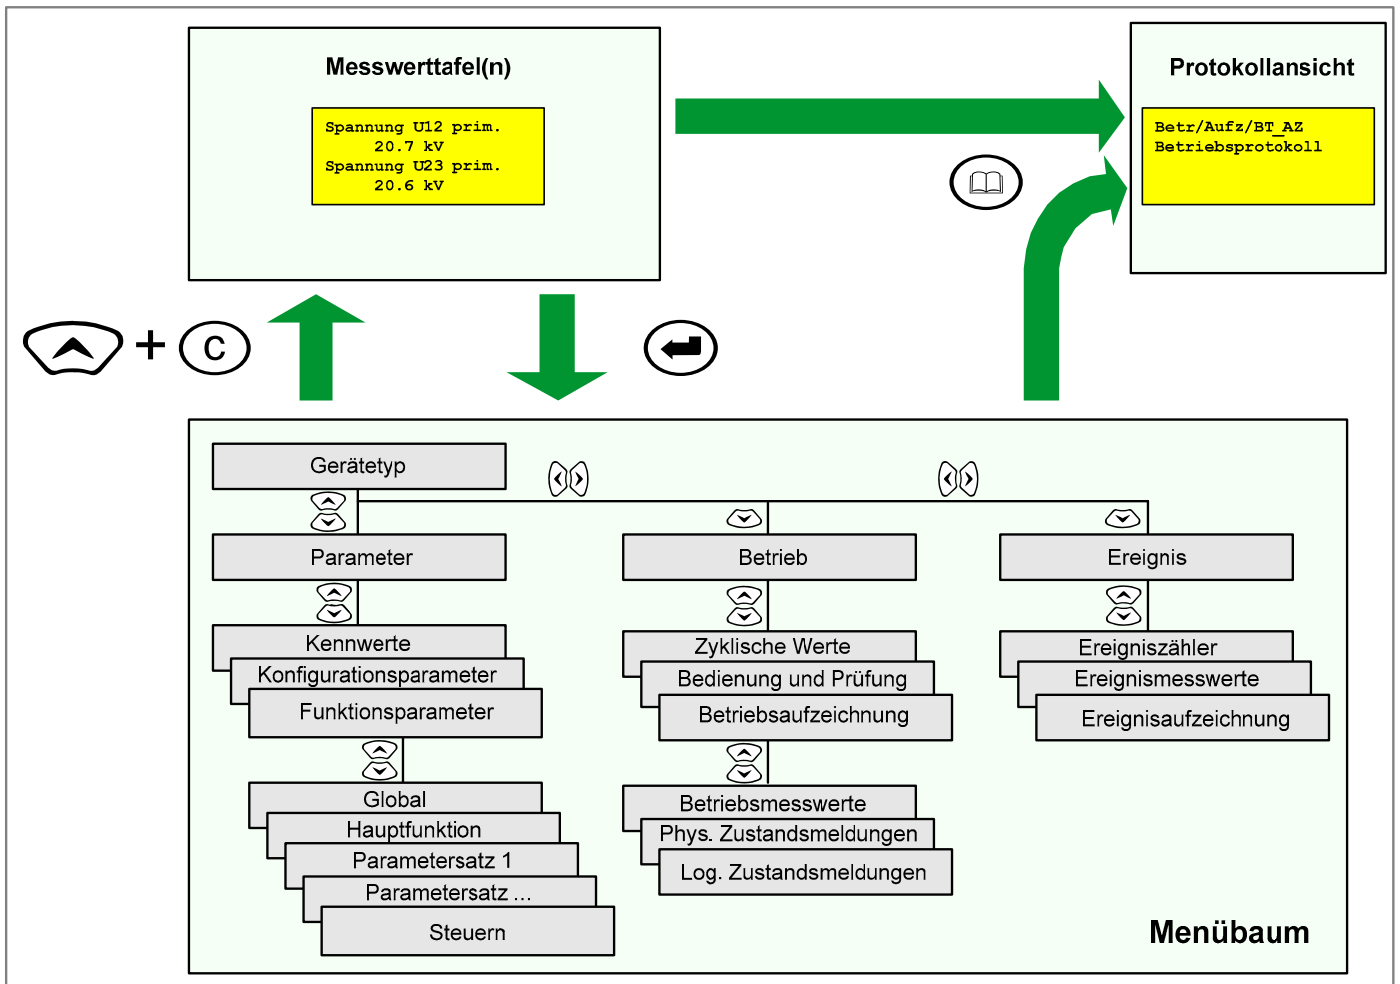 Messwerttafel(n)
Spannung U12 prim.
20.7 kV
Spannung U23 prim.
20.6 kV
Protokollansicht
Betr/Aufz/BT_AZ
Betriebsprotokoll
+ C
Gerätetyp
Parameter
Betrieb
Ereignis
Kennwerte
Konfigurationsparameter
Funktionsparameter
Zyklische Werte
Bedienung und Prüfung
Betriebsaufzeichnung
Ereigniszähler
Ereignismesswerte
Ereignisaufzeichnung
Global
Hauptfunktion
Parametersatz 1
Parametersatz ...
Steuern
Betriebsmesswerte
Phys. Zustandsmeldungen
Log. Zustandsmeldungen
Menübaum